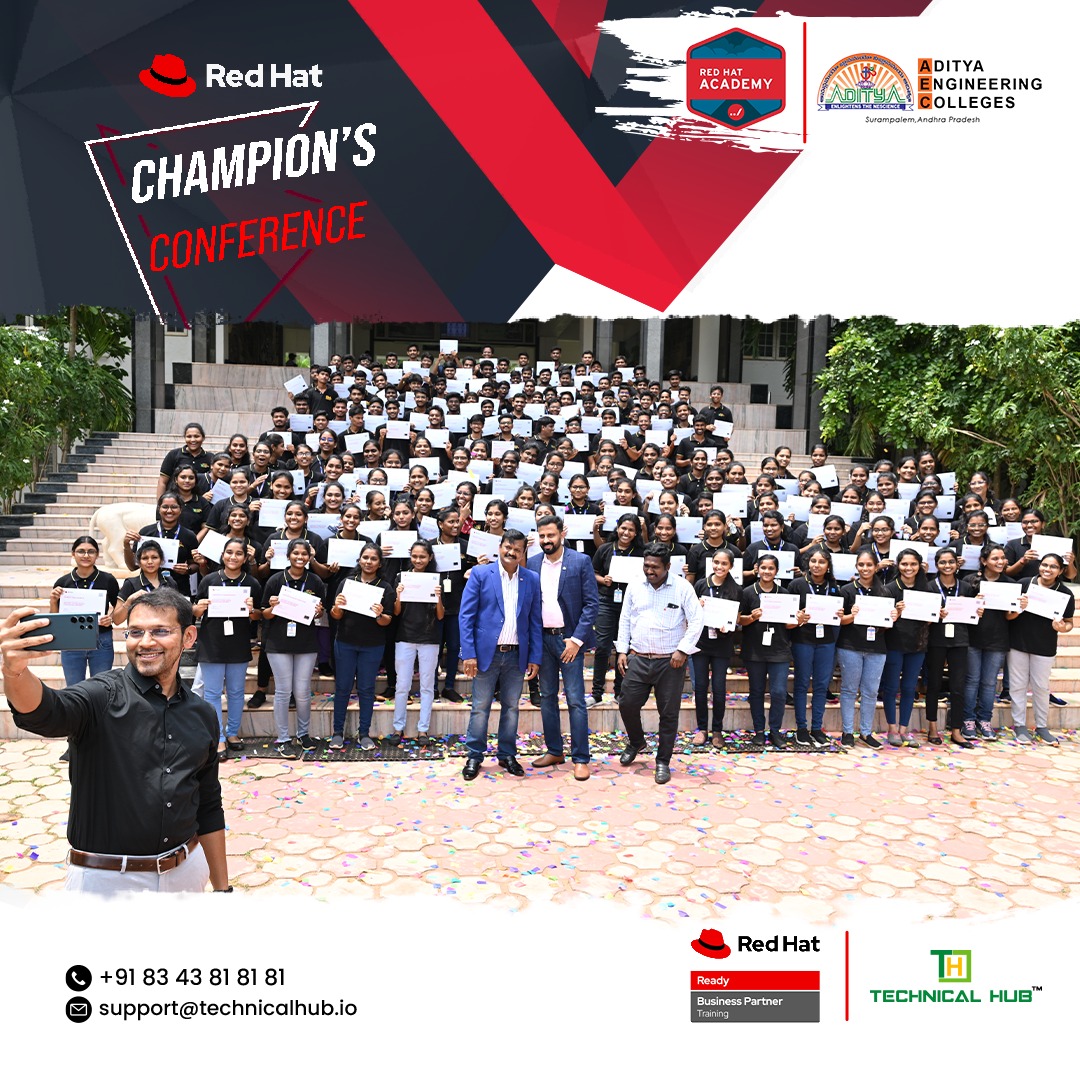 Red Hat
CHAMPION'S
CONFERENCE
RED HAT
ACADEMY
ADITYA
ENLIGHTENS THE NESCIENCE
ADITYA
ENGINEERING
COLLEGES
Surampalem,Andhra Pradesh
+91 83 43 81 81 81
support@technicalhub.io
Red Hat
Ready
Business Partner
Training
TH
TECHNICAL HUB™